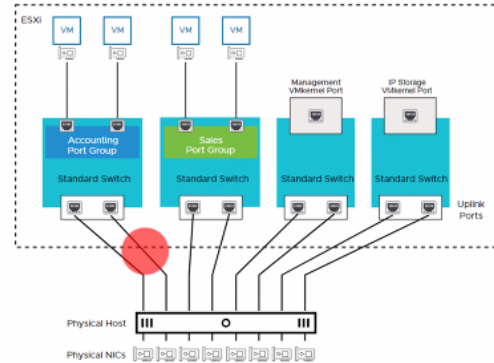 ESXi
VM
VM
VM
VM
Management
VMkernel Port
IP Storage
VMkernel Port
Accounting
Port Group
Sales
Port Group
Standard Switch
Standard Switch
Standard Switch
Standard Switch
Uplink
Ports
Physical Host
Physical NICs